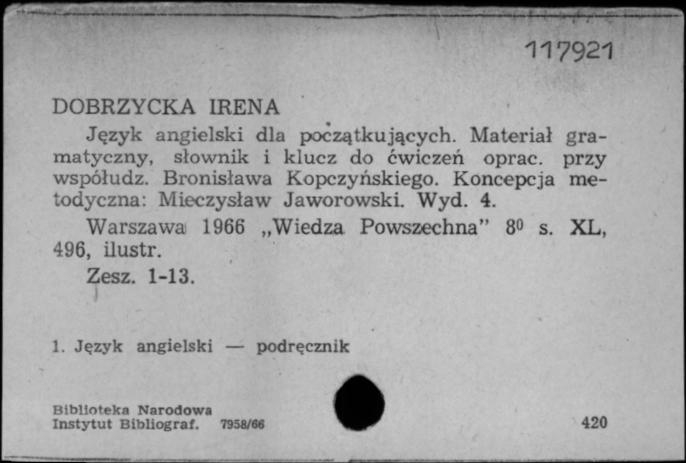 117921
DOBRZYCKA IRENA
Język angielski dla początkujących. Materiał gra-
matyczny, słownik i klucz do ćwiczeń oprac. przy
współudz. Bronisława Kopczyńskiego. Koncepcja me-
todyczna: Mieczysław Jaworowski. Wyd. 4.
Warszawa 1966 „Wiedza Powszechna” 8⁰ s. XL,
496, ilustr.
Zesz. 1-13.
1. Język angielski — podręcznik
Biblioteka Narodowa
Instytut Bibliograf. 7958/66 420